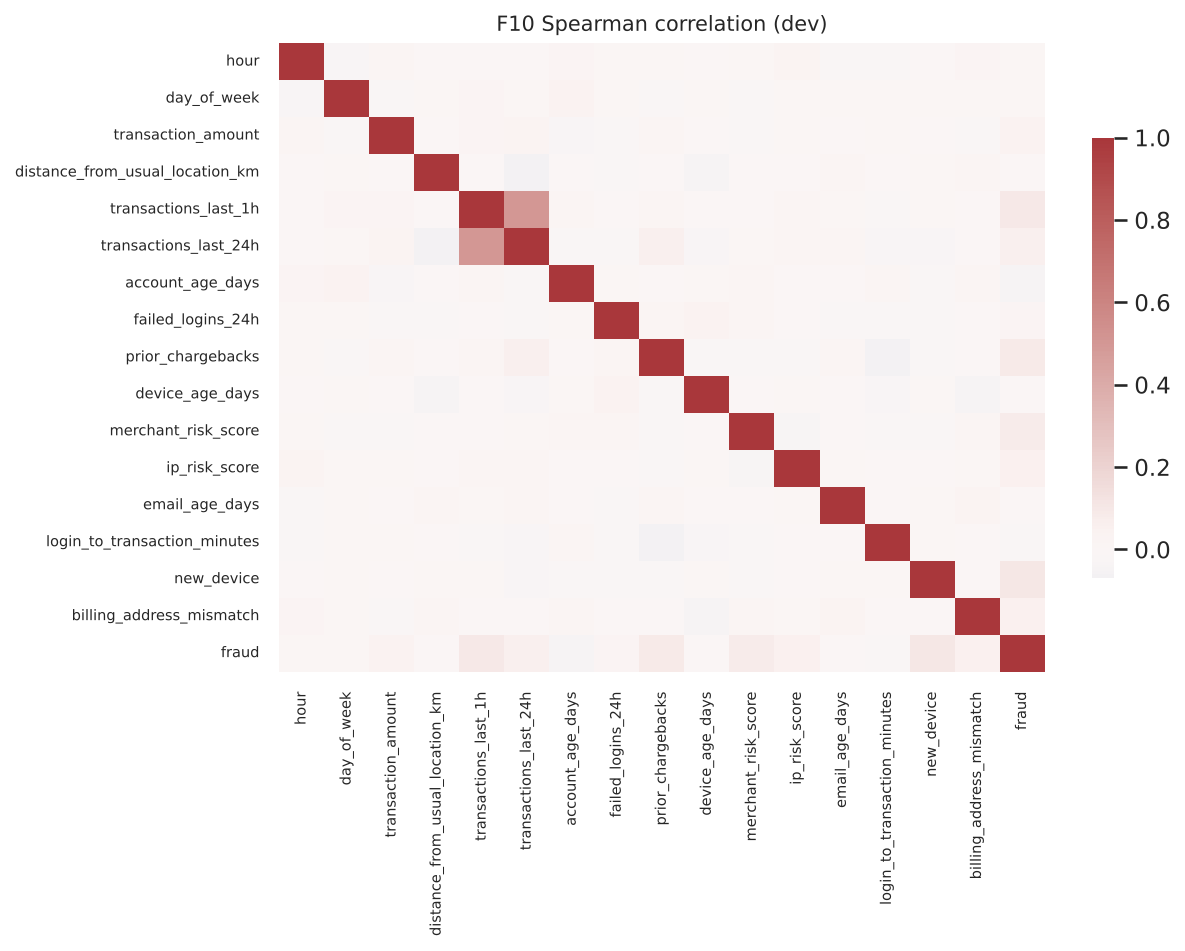 F10 Spearman correlation (dev)
hour
day_of_week
transaction_amount
distance_from_usual_location_km
transactions_last_1h
transactions_last_24h
account_age_days
failed_logins_24h
prior_chargebacks
device_age_days
merchant_risk_score
ip_risk_score
email_age_days
login_to_transaction_minutes
new_device
billing_address_mismatch
fraud
hour
day_of_week
transaction_amount
distance_from_usual_location_km
transactions_last_1h
transactions_last_24h
account_age_days
failed_logins_24h
prior_chargebacks
device_age_days
merchant_risk_score
ip_risk_score
email_age_days
login_to_transaction_minutes
new_device
billing_address_mismatch
fraud
1.0
0.8
0.6
0.4
0.2
0.0